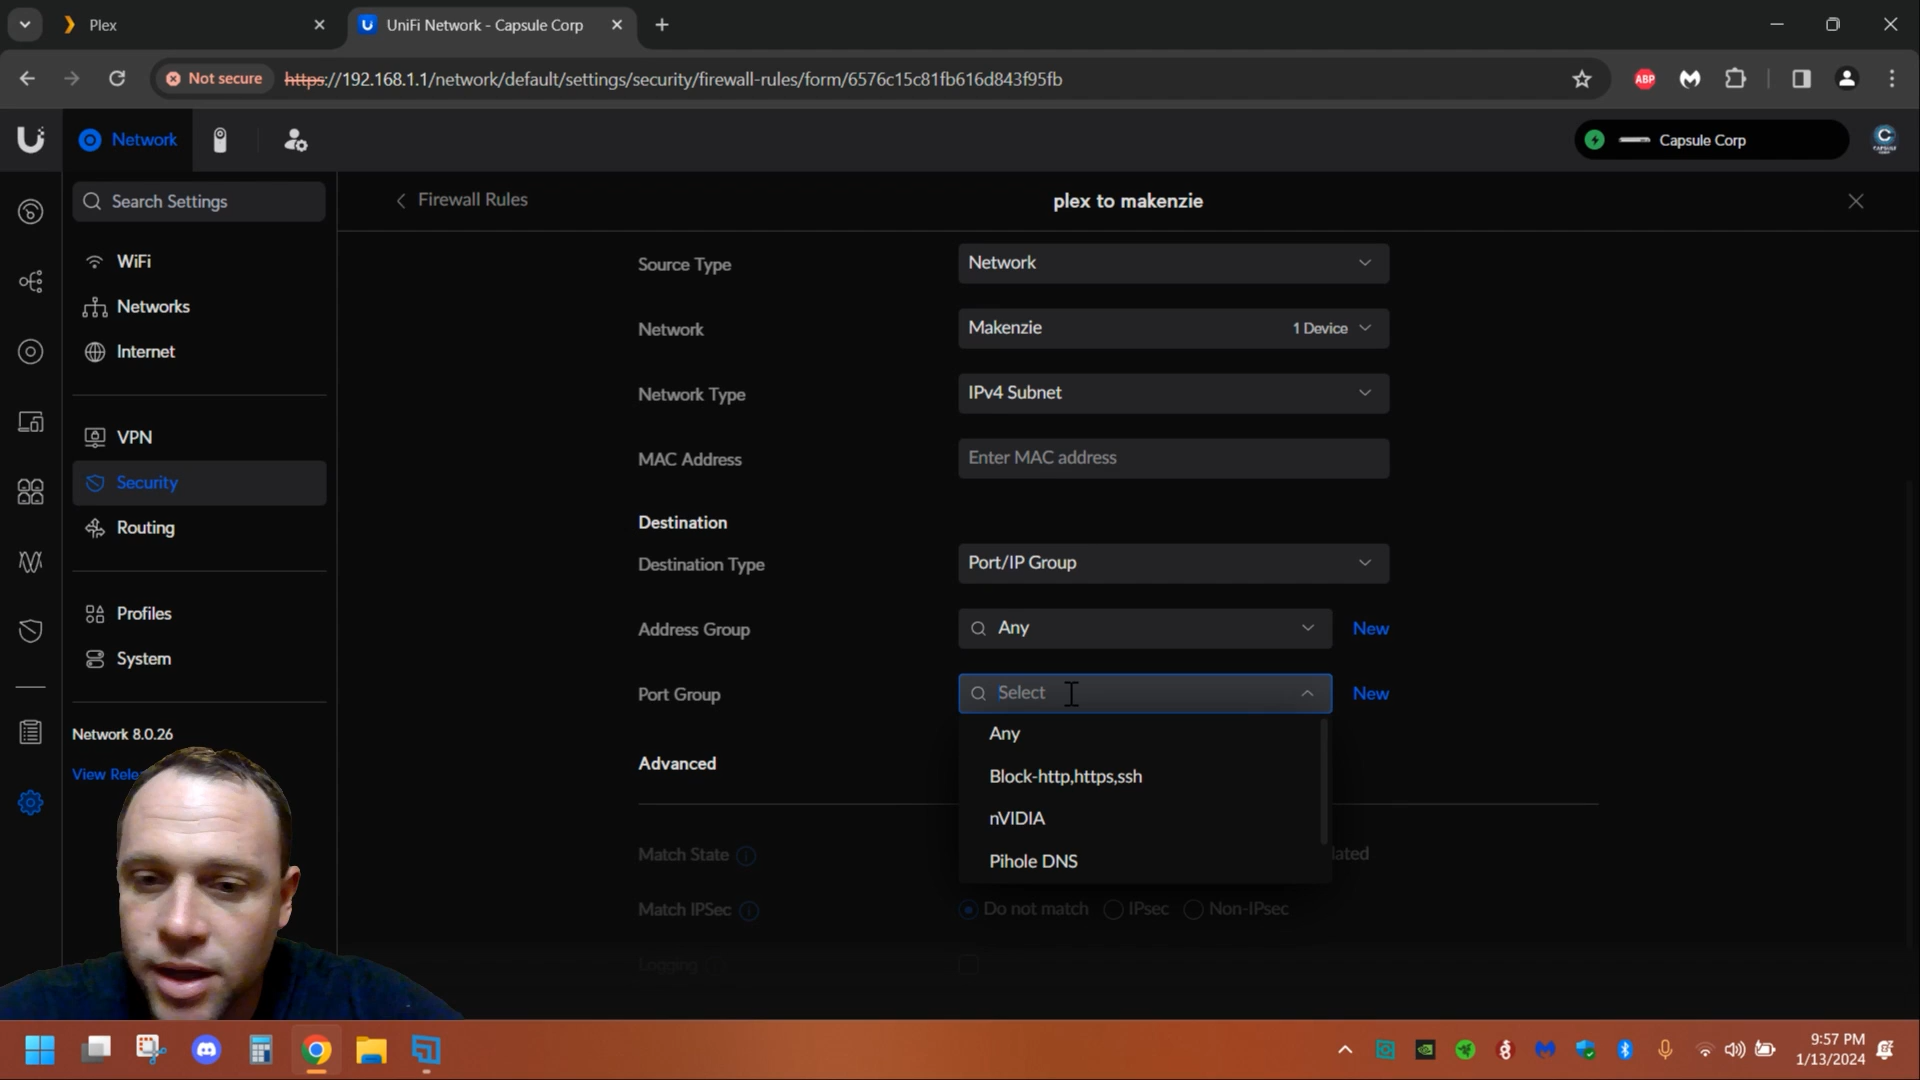 Plex
UniFi Network - Capsule Corp
Not secure
https://192.168.1.1/network/default/settings/security/firewall-rules/form/6576c15c81fb616d843f95fb
ABP
Network
Capsule Corp
Search Settings
Firewall Rules
plex to makenzie
WiFi
Networks
Internet
VPN
Security
Routing
Profiles
System
Network 8.0.26
View Rele
Source Type
Network
Network
Makenzie
1 Device
Network Type
IPv4 Subnet
MAC Address
Enter MAC address
Destination
Destination Type
Port/IP Group
Address Group
Any
New
Port Group
Select
New
Any
Block-http,https,ssh
nVIDIA
Pihole DNS
Advanced
Match State
lated
Match IPSec
Do not match
IPsec
Non-IPsec
Logging
9:57 PM
1/13/2024